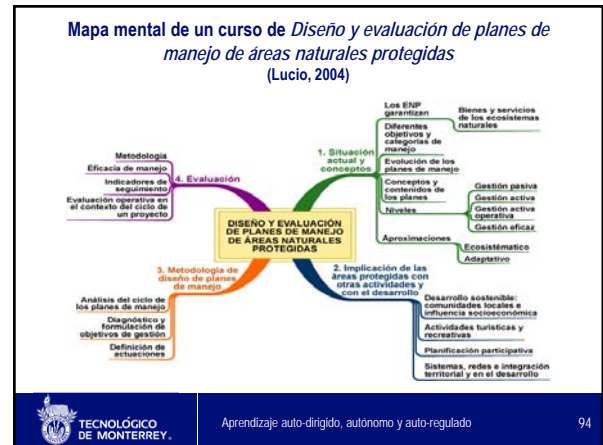 Mapa mental de un curso de Diseño y evaluación de planes de
manejo de áreas naturales protegidas
(Lucio, 2004)
DISEÑO Y EVALUACIÓN
DE PLANES DE MANEJO
DE ÁREAS NATURALES
PROTEGIDAS
1. Situación
actual y
conceptos
Los ENP
garantizan
Bienes y servicios
de los ecosistemas
naturales
Diferentes
objetivos y
categorías de
manejo
Evolución de los
planes de manejo
Conceptos y
contenidos de
los planes
Niveles
Gestión pasiva
Gestión activa
Gestión activa
operativa
Gestión eficaz
Aproximaciones
Ecosistemático
Adaptativo
2. Implicación de las
áreas protegidas con
otras actividades y
con el desarrollo
Desarrollo sostenible:
comunidades locales e
influencia socioeconómica
Actividades turísticas y
recreativas
Planificación participativa
Sistemas, redes e integración
territorial y en el desarrollo
3. Metodología de
diseño de planes
de manejo
Análisis del ciclo de
los planes de manejo
Diagnóstico y
formulación de
objetivos de gestión
Definición de
actuaciones
4. Evaluación
Metodología
Eficacia de manejo
Indicadores de
seguimiento
Evaluación operativa en
el contexto del ciclo de
un proyecto
TECNOLÓGICO
DE MONTERREY.
Aprendizaje auto-dirigido, autónomo y auto-regulado
94